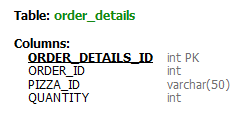 Table: order_details
Columns:
ORDER_DETAILS_ID int PK
ORDER_ID int
PIZZA_ID varchar(50)
QUANTITY int